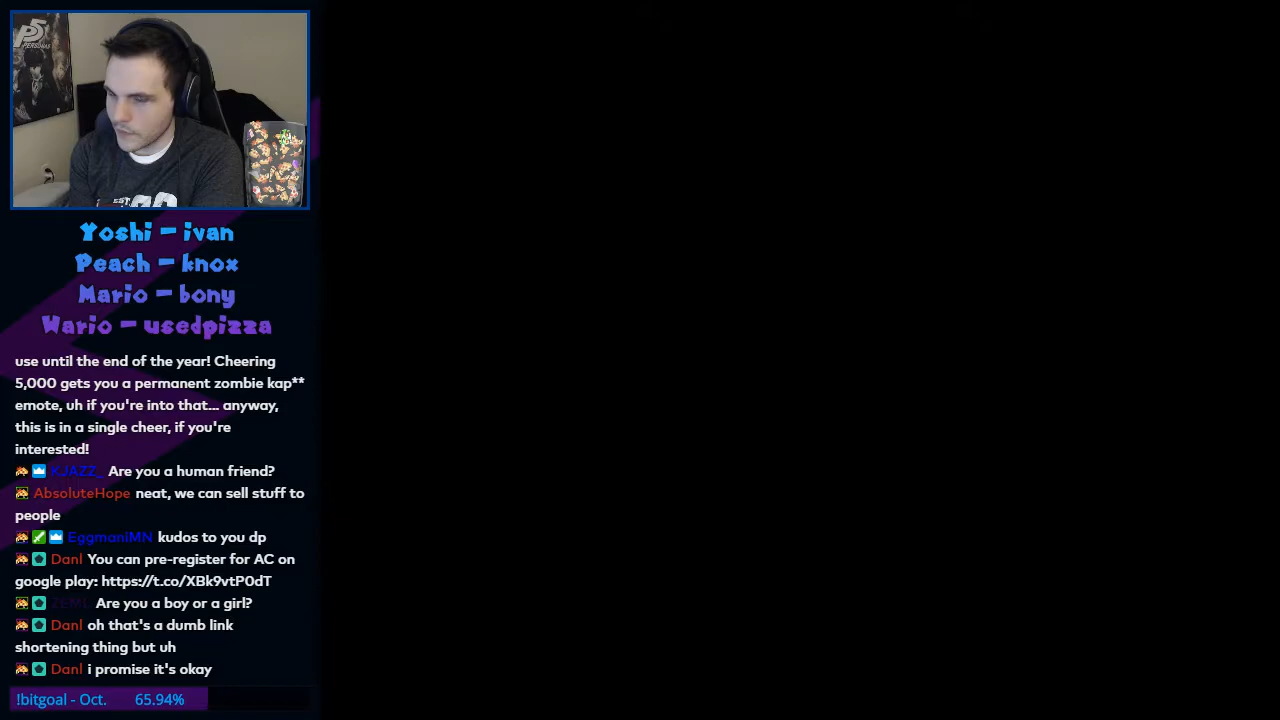 P5
PERSONA5
Yoshi - ivan
Peach - knox
Mario - bony
Wario - usedpizza
use until the end of the year! Cheering
5,000 gets you a permanent zombie kap**
emote, uh if you're into that... anyway,
this is in a single cheer, if you're
interested!
KJAZZ_ Are you a human friend?
AbsoluteHope neat, we can sell stuff to
people
EggmanIMN kudos to you dp
Danl You can pre-register for AC on
google play: https://t.co/XBk9vtP0dT
Are you a boy or a girl?
Danl oh that's a dumb link
shortening thing but uh
Danl i promise it's okay
!bitgoal - Oct. 65.94%